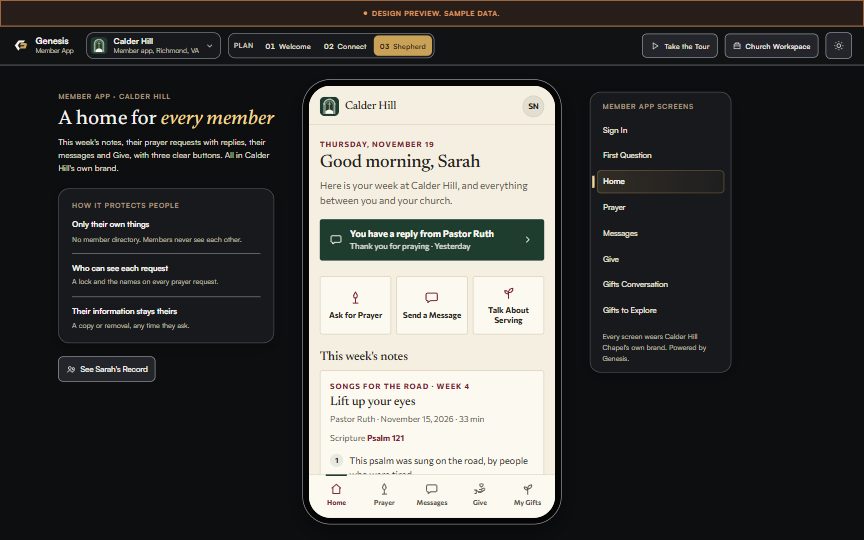 DESIGN PREVIEW. SAMPLE DATA.
Genesis
Member App
Calder Hill
Member app, Richmond, VA
PLAN
01 Welcome
02 Connect
03 Shepherd
Take the Tour
Church Workspace
MEMBER APP · CALDER HILL
A home for every member
This week's notes, their prayer requests with replies, their
messages and Give, with three clear buttons. All in Calder
Hill's own brand.
HOW IT PROTECTS PEOPLE
Only their own things
No member directory. Members never see each other.
Who can see each request
A lock and the names on every prayer request.
Their information stays theirs
A copy or removal, any time they ask.
See Sarah's Record
Calder Hill
SN
THURSDAY, NOVEMBER 19
Good morning, Sarah
Here is your week at Calder Hill, and everything
between you and your church.
You have a reply from Pastor Ruth
Thank you for praying · Yesterday
Ask for Prayer
Send a Message
Talk About
Serving
This week's notes
SONGS FOR THE ROAD · WEEK 4
Lift up your eyes
Pastor Ruth · November 15, 2026 · 33 min
Scripture Psalm 121
1 This psalm was sung on the road, by people
Home
Prayer
Messages
Give
My Gifts
MEMBER APP SCREENS
Sign In
First Question
Home
Prayer
Messages
Give
Gifts Conversation
Gifts to Explore
Every screen wears Calder Hill
Chapel's own brand. Powered by
Genesis.